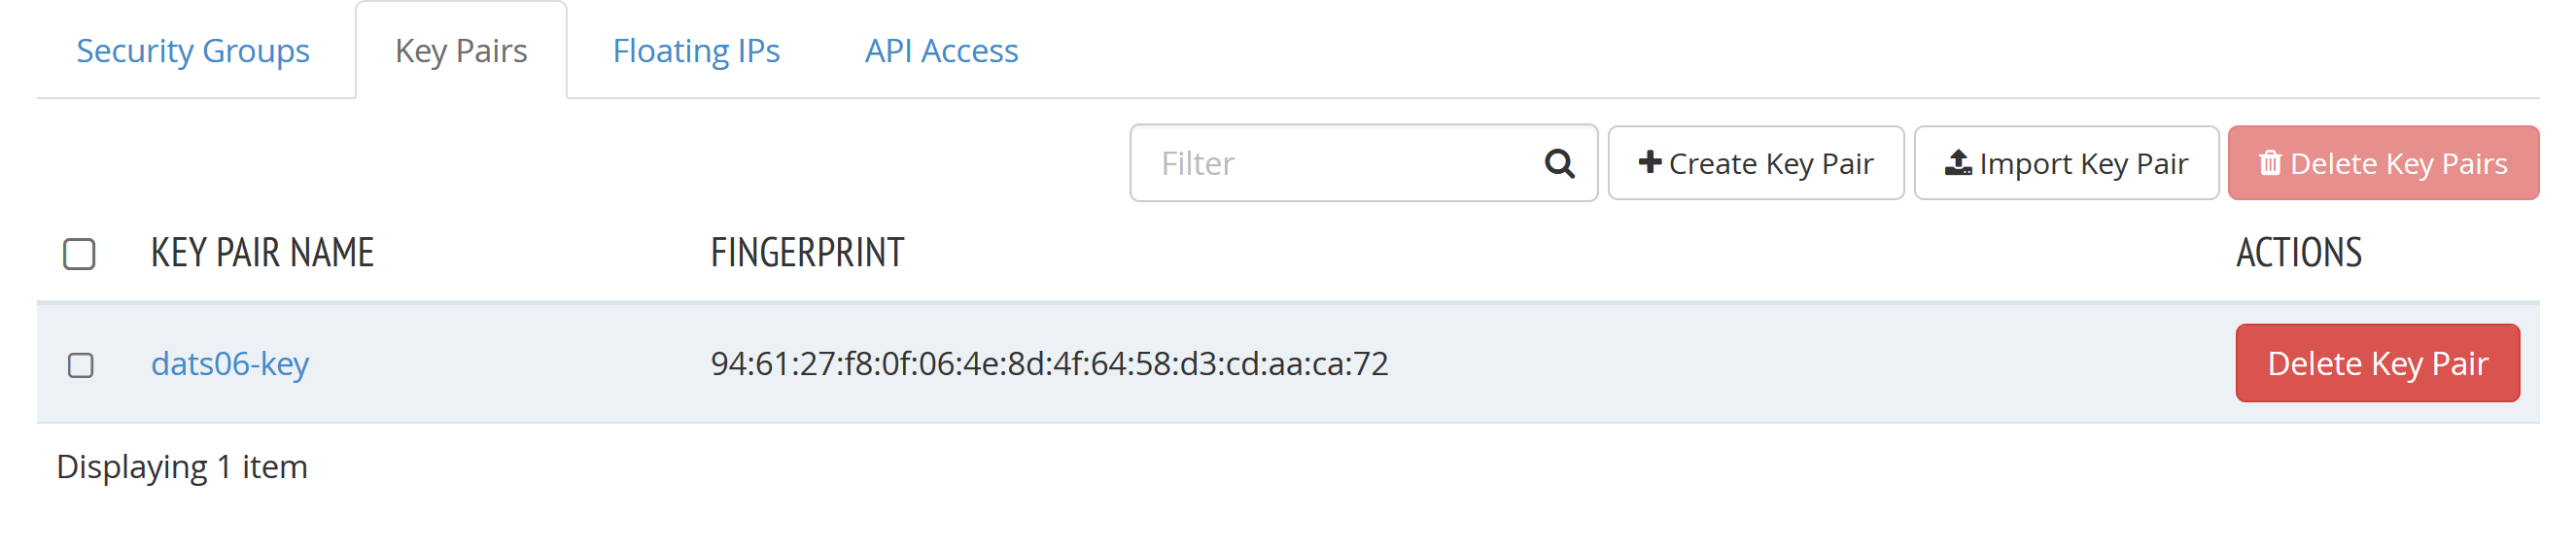 Security Groups Key Pairs Floating IPs API Access
Filter Create Key Pair Import Key Pair Delete Key Pairs
KEY PAIR NAME FINGERPRINT ACTIONS
dats06-key 94:61:27:f8:0f:06:4e:8d:4f:64:58:d3:cd:aa:ca:72 Delete Key Pair
Displaying 1 item